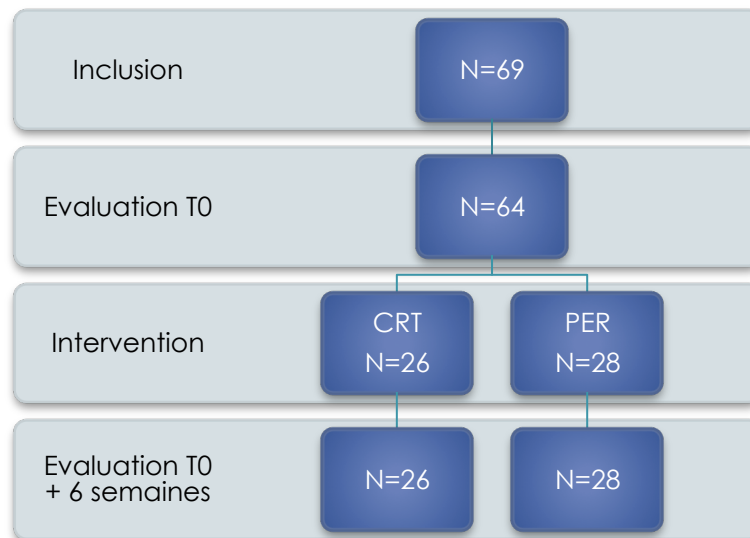 Inclusion
N=69
Evaluation T0
N=64
Intervention
CRT
N=26
PER
N=28
Evaluation T0
+ 6 semaines
N=26
N=28